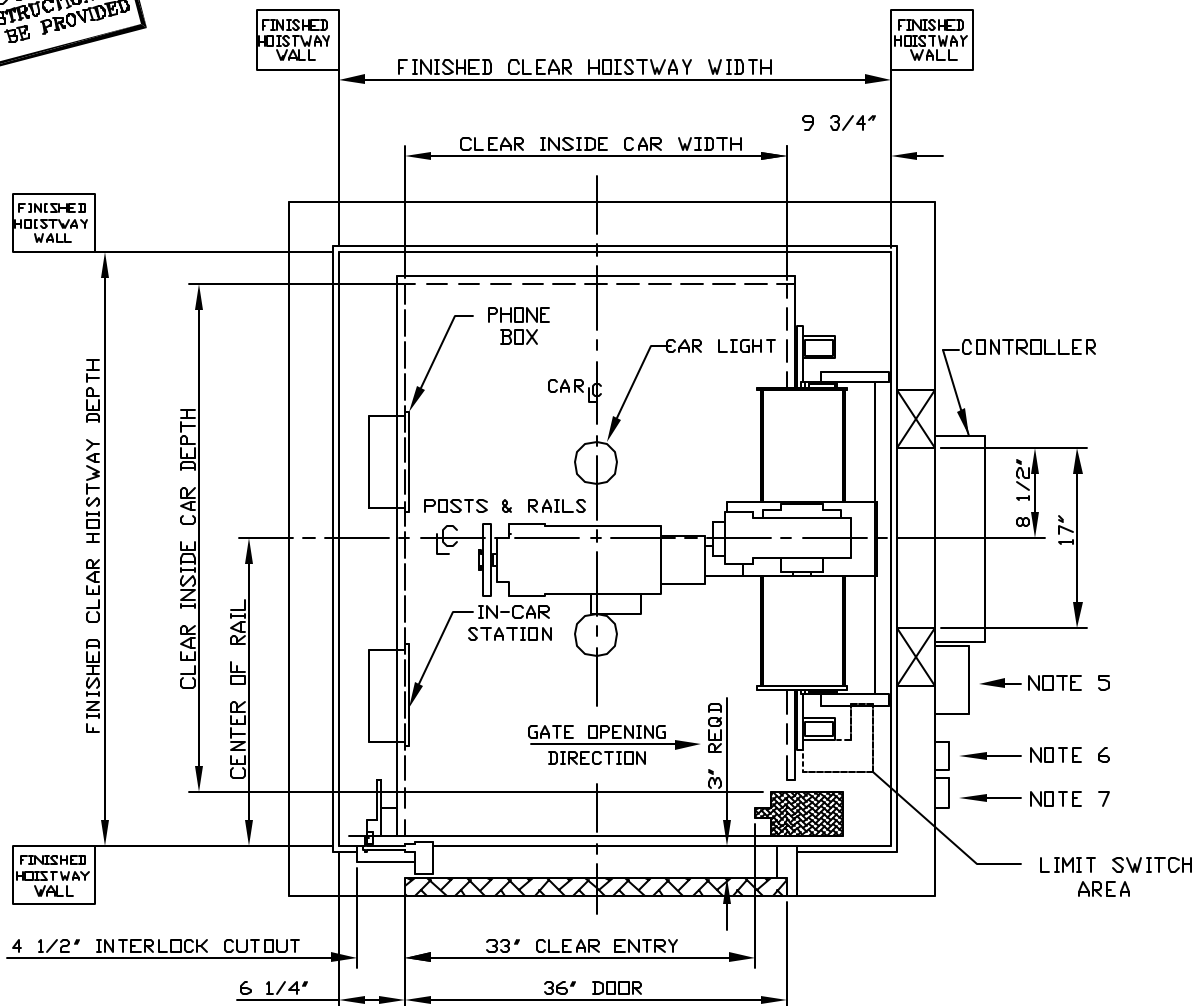 STRUCTION
BE PROVIDED
FINISHED
HOISTWAY
WALL
FINISHED CLEAR HOISTWAY WIDTH
FINISHED
HOISTWAY
WALL
9 3/4"
CLEAR INSIDE CAR WIDTH
FINISHED
HOISTWAY
WALL
PHONE
BOX
CAR LIGHT
CONTROLLER
CAR CL
FINISHED CLEAR HOISTWAY DEPTH
CLEAR INSIDE CAR DEPTH
CENTER OF RAIL
POSTS & RAILS
CL
8 1/2"
17"
IN-CAR
STATION
NOTE 5
GATE OPENING
DIRECTION
3" REQD
NOTE 6
NOTE 7
LIMIT SWITCH
AREA
FINISHED
HOISTWAY
WALL
4 1/2" INTERLOCK CUTOUT
33" CLEAR ENTRY
6 1/4"
36" DOOR